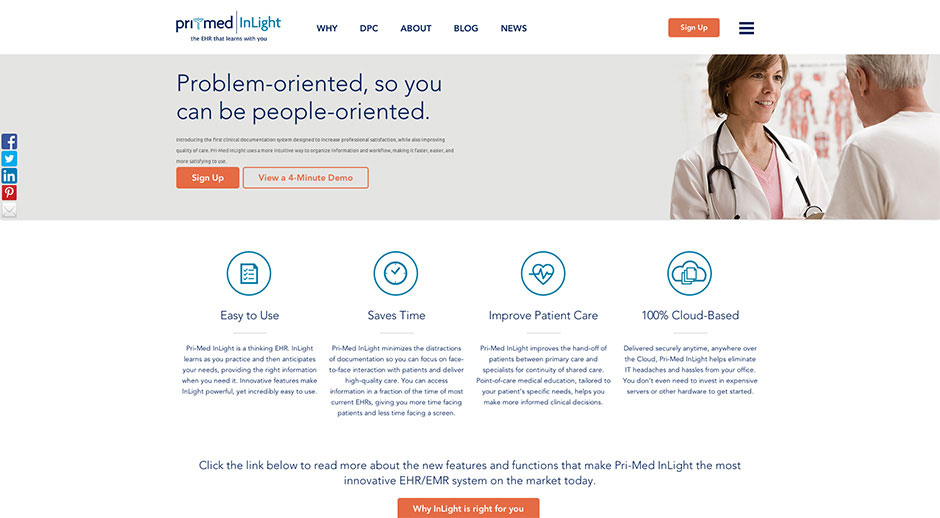 pri med InLight
the EHR that learns with you
WHY DPC ABOUT BLOG NEWS
Sign Up
Problem-oriented, so you
can be people-oriented.
Introducing the first clinical documentation system designed to increase professional satisfaction, while also improving
quality of care. Pri-Med InLight uses a more intuitive way to organize information and workflow, making it faster, easier, and
more satisfying to use.
Sign Up View a 4-Minute Demo
Easy to Use
Pri-Med InLight is a thinking EHR. InLight
learns as you practice and then anticipates
your needs, providing the right information
when you need it. Innovative features make
InLight powerful, yet incredibly easy to use.
Saves Time
Pri-Med InLight minimizes the distractions
of documentation so you can focus on face-
to-face interaction with patients and deliver
high-quality care. You can access
information in a fraction of the time of most
current EHRs, giving you more time facing
patients and less time facing a screen.
Improve Patient Care
Pri-Med InLight improves the hand-off of
patients between primary care and
specialists for continuity of shared care.
Point-of-care medical education, tailored to
your patient's specific needs, helps you
make more informed clinical decisions.
100% Cloud-Based
Delivered securely anytime, anywhere over
the Cloud, Pri-Med InLight helps eliminate
IT headaches and hassles from your office.
You don't even need to invest in expensive
servers or other hardware to get started.
Click the link below to read more about the new features and functions that make Pri-Med InLight the most
innovative EHR/EMR system on the market today.
Why InLight is right for you